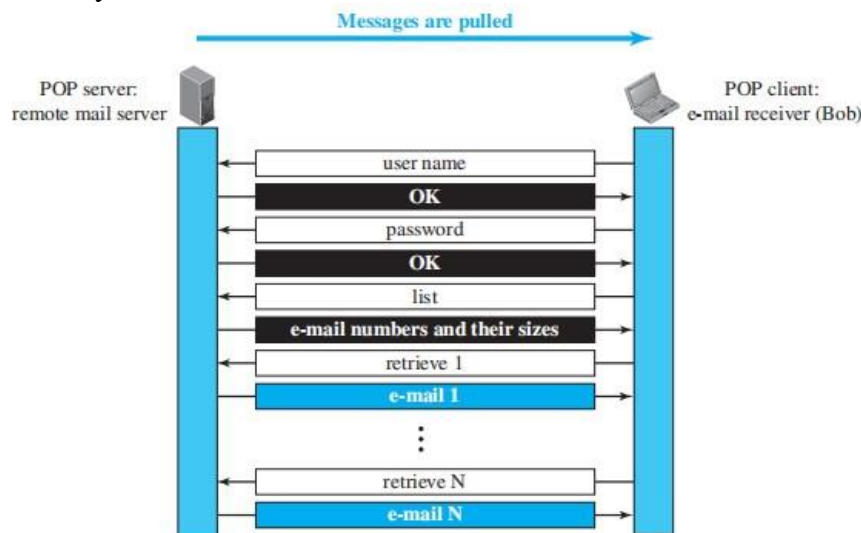 Messages are pulled
POP server:
remote mail server
POP client:
e-mail receiver (Bob)
user name
OK
password
OK
list
e-mail numbers and their sizes
retrieve 1
e-mail 1
retrieve N
e-mail N